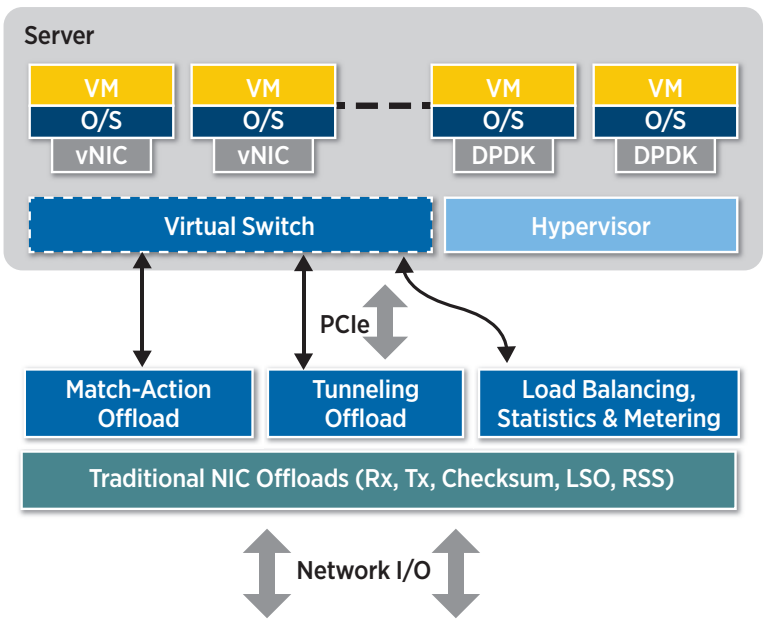 Server
VM VM VM VM
O/S O/S O/S O/S
vNIC vNIC DPDK DPDK
Virtual Switch Hypervisor
PCIe
Match-Action
Offload
Tunneling
Offload
Load Balancing,
Statistics & Metering
Traditional NIC Offloads (Rx, Tx, Checksum, LSO, RSS)
Network I/O